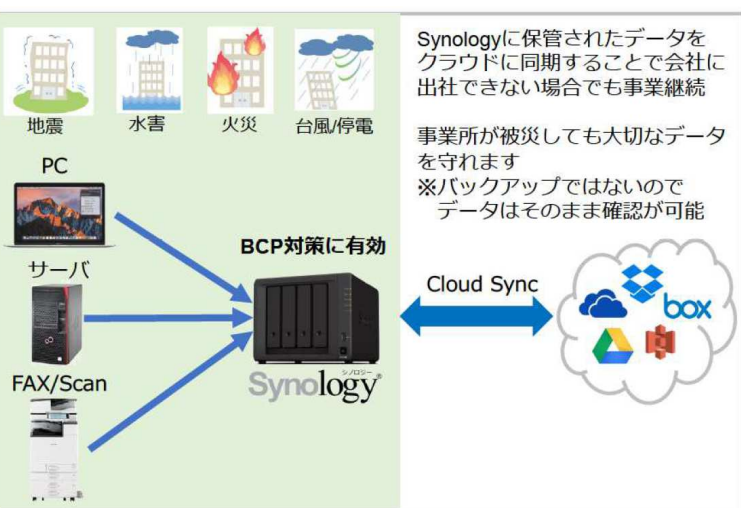 地震
水害
火災
台風/停電
PC
サーバ
FAX/Scan
BCP対策に有効
シノロジー
Synology®
Synologyに保管されたデータを
クラウドに同期することで会社に
出社できない場合でも事業継続
事業所が被災しても大切なデータ
を守れます
※バックアップではないので
データはそのまま確認が可能
Cloud Sync
box